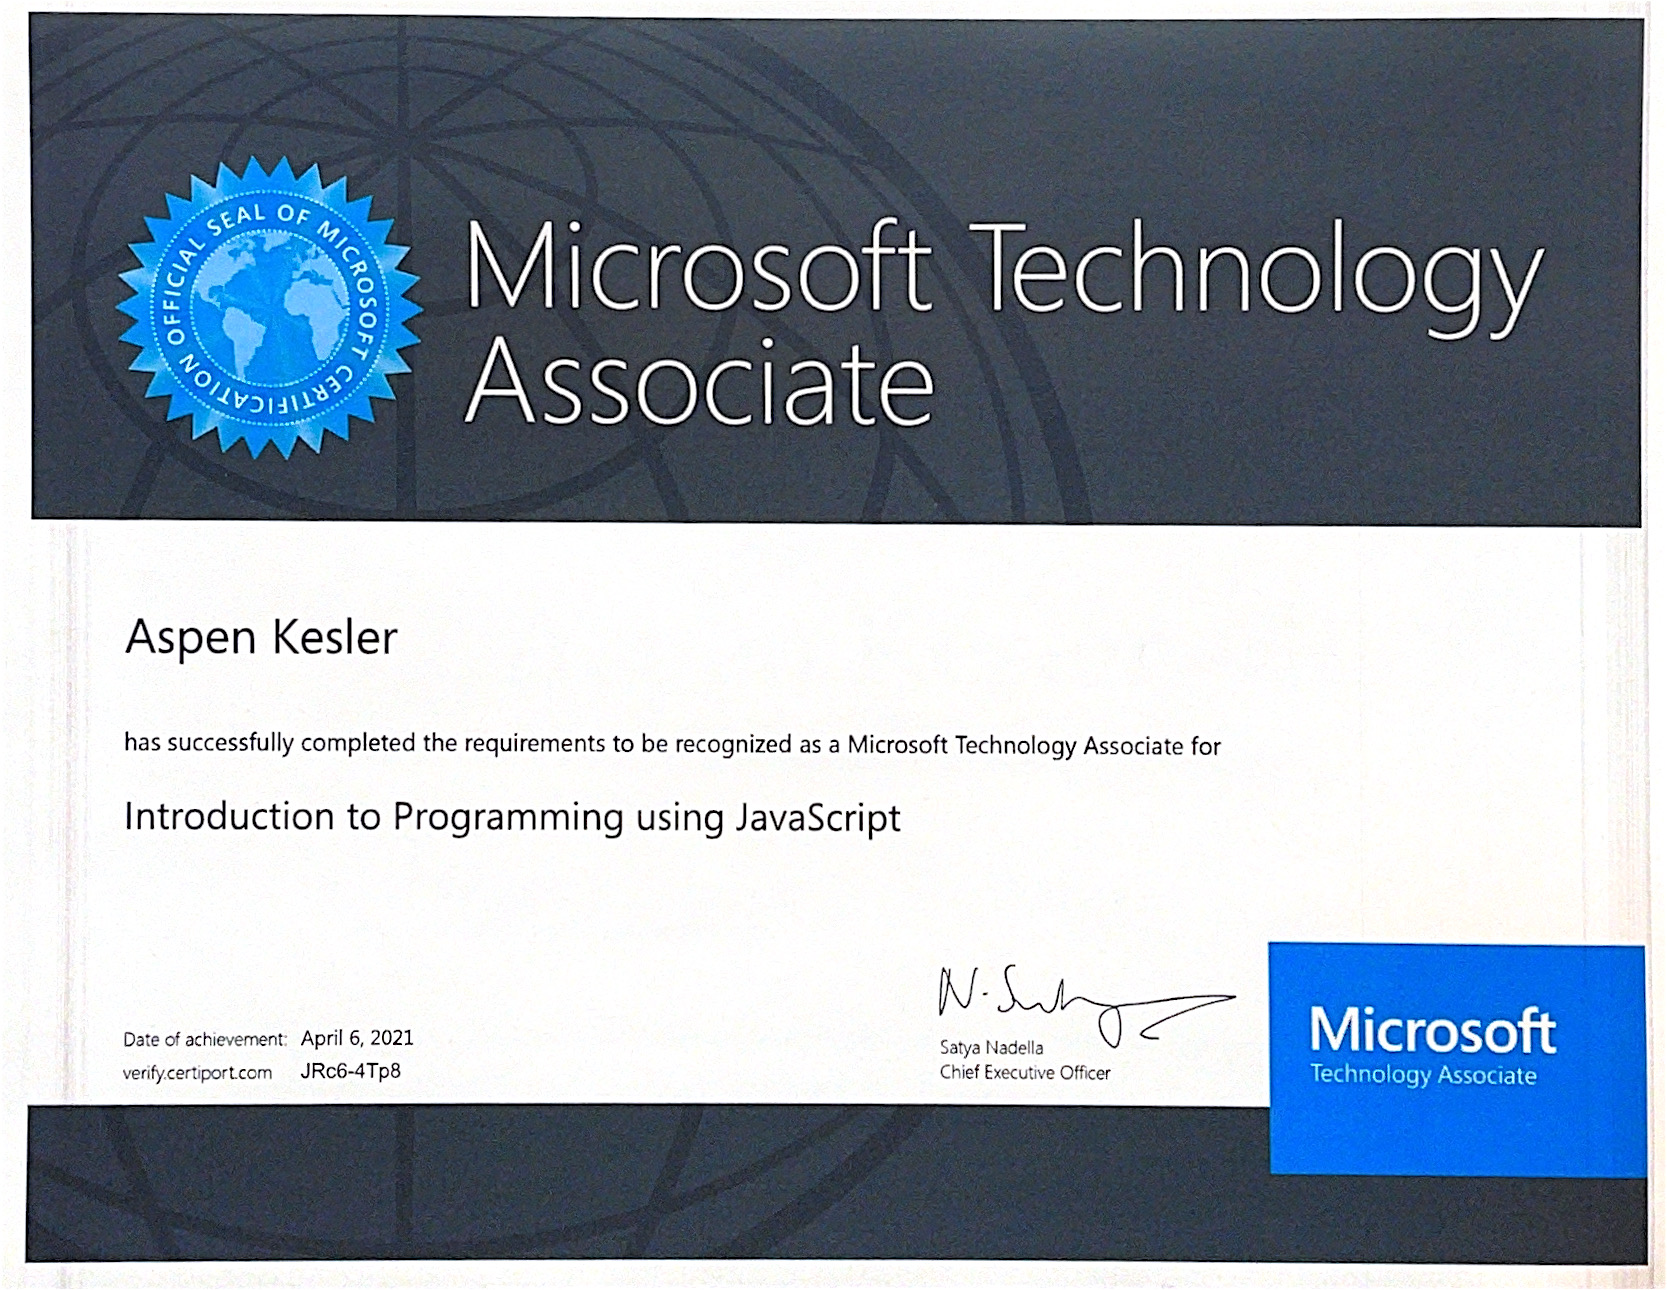 OFFICIAL SEAL OF MICROSOFT CERTIFICATION
Microsoft Technology
Associate
Aspen Kesler
has successfully completed the requirements to be recognized as a Microsoft Technology Associate for
Introduction to Programming using JavaScript
Date of achievement: April 6, 2021
verify.certiport.com JRc6-4Tp8
Satya Nadella
Chief Executive Officer
Microsoft
Technology Associate